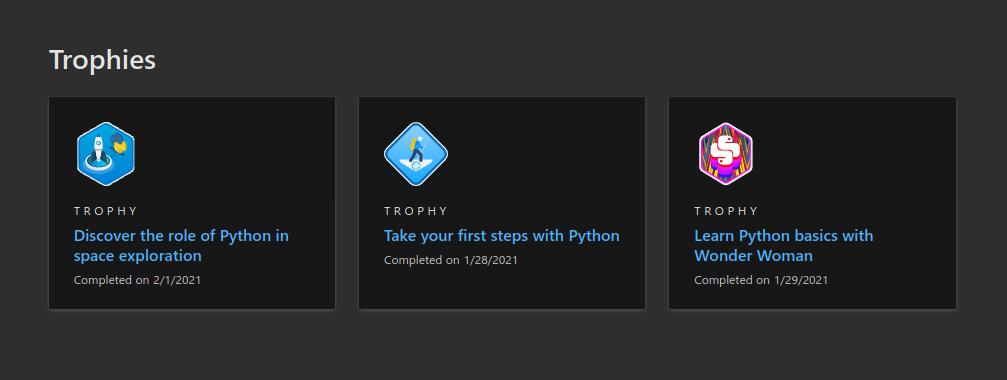 Trophies
TROPHY
Discover the role of Python in
space exploration
Completed on 2/1/2021
TROPHY
Take your first steps with Python
Completed on 1/28/2021
TROPHY
Learn Python basics with
Wonder Woman
Completed on 1/29/2021